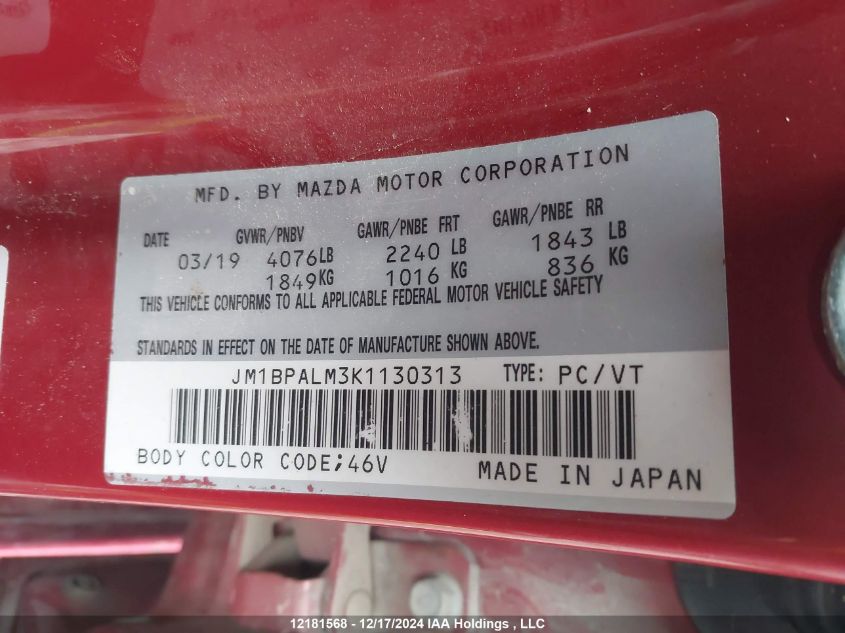 MFD. BY MAZDA MOTOR CORPORATION
DATE GVWR/PNBV GAWR/PNBE FRT GAWR/PNBE RR
03/19 4076LB 2240 LB 1843 LB
1849KG 1016 KG 836 KG
THIS VEHICLE CONFORMS TO ALL APPLICABLE FEDERAL MOTOR VEHICLE SAFETY
STANDARDS IN EFFECT ON THE DATE OF MANUFACTURE SHOWN ABOVE.
JM1BPALM3K1130313 TYPE: PC/VT
BODY COLOR CODE;46V MADE IN JAPAN
12181568 - 12/17/2024 IAA Holdings , LLC